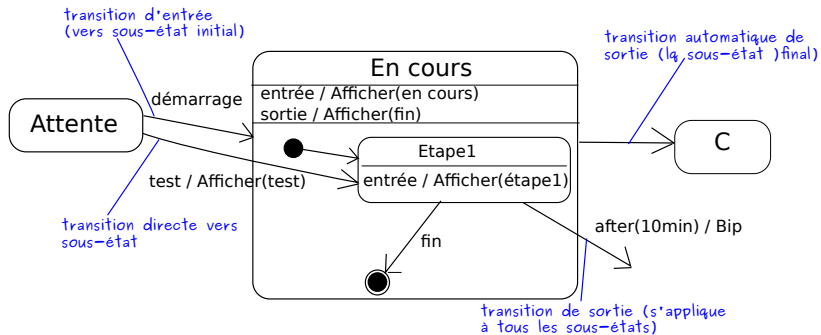 transition d'entrée
(vers sous-état initial)
transition automatique de
sortie (lq sous-état )final)
En cours
entrée / Afficher(en cours)
sortie / Afficher(fin)
démarrage
Attente
C
Etape1
entrée / Afficher(étape1)
test / Afficher(test)
transition directe vers
sous-état
fin
after(10min) / Bip
transition de sortie (s'applique
à tous les sous-états)